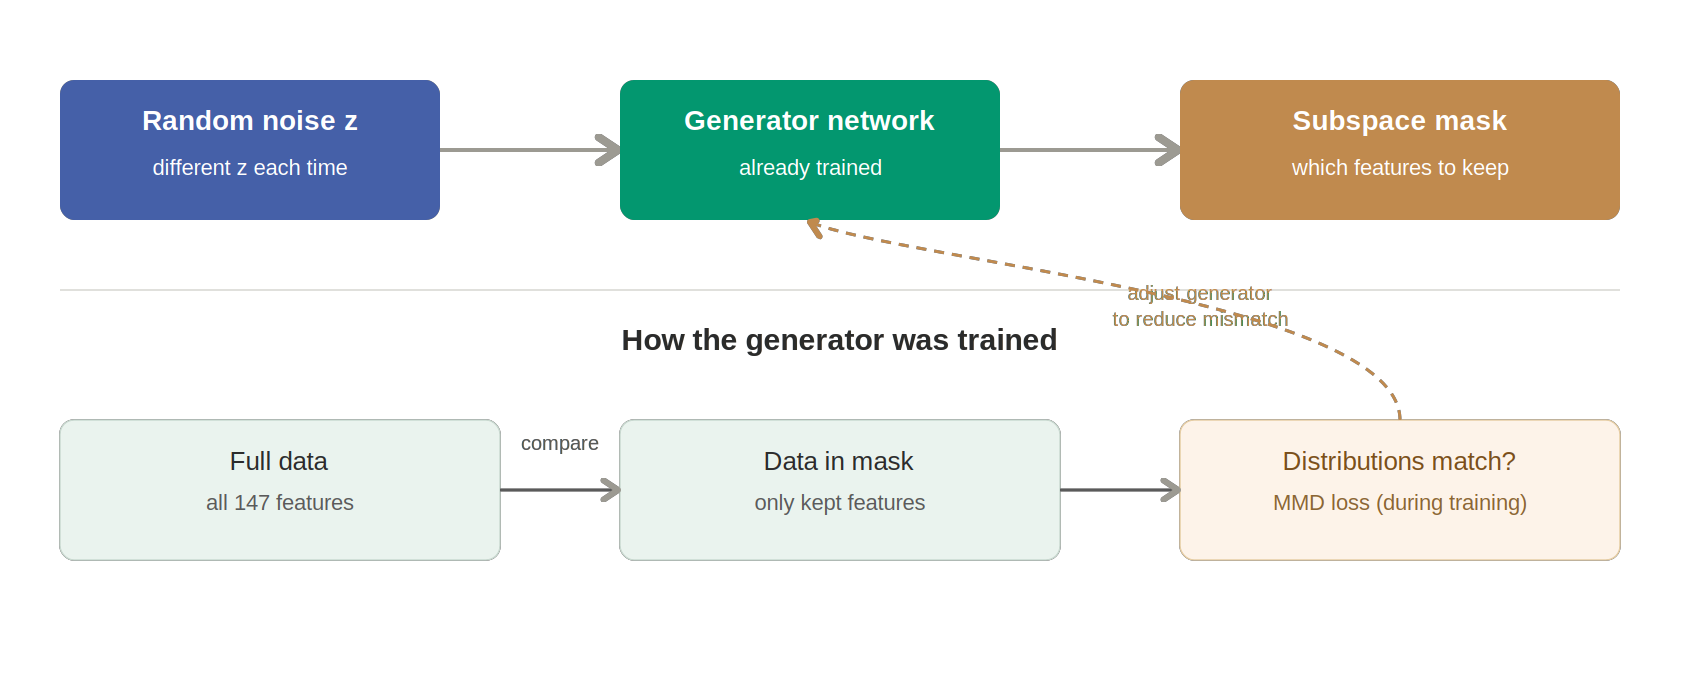 Random noise z
different z each time
Generator network
already trained
Subspace mask
which features to keep
adjust generator
to reduce mismatch
How the generator was trained
Full data
all 147 features
compare
Data in mask
only kept features
Distributions match?
MMD loss (during training)